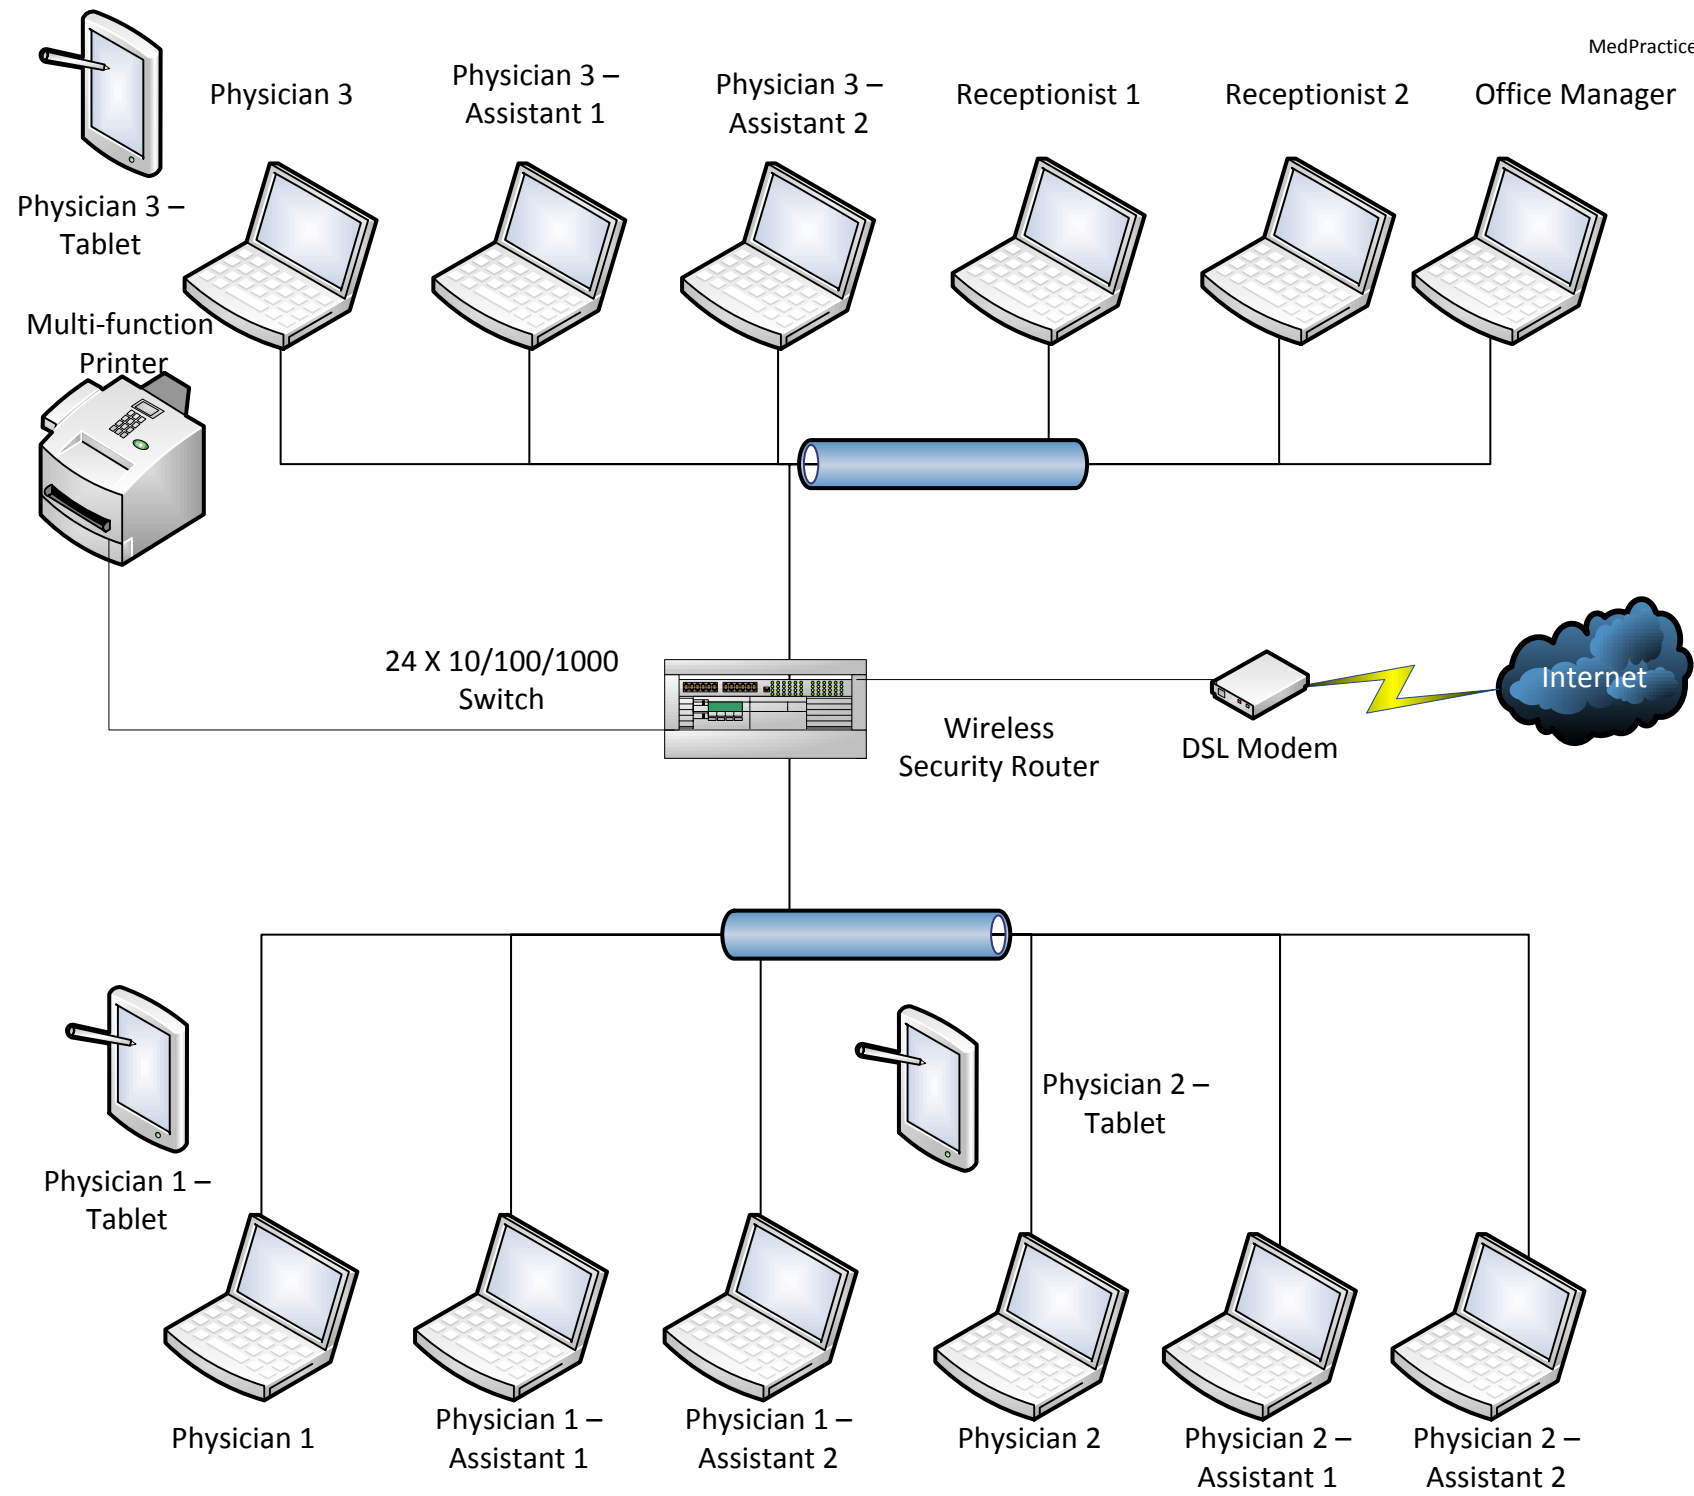 MedPractice
Physician 3
Physician 3 –
Assistant 1
Physician 3 –
Assistant 2
Receptionist 1
Receptionist 2
Office Manager
Physician 3 –
Tablet
Multi-function
Printer
24 X 10/100/1000
Switch
Wireless
Security Router
DSL Modem
Internet
Physician 2 –
Tablet
Physician 1 –
Tablet
Physician 1
Physician 1 –
Assistant 1
Physician 1 –
Assistant 2
Physician 2
Physician 2 –
Assistant 1
Physician 2 –
Assistant 2